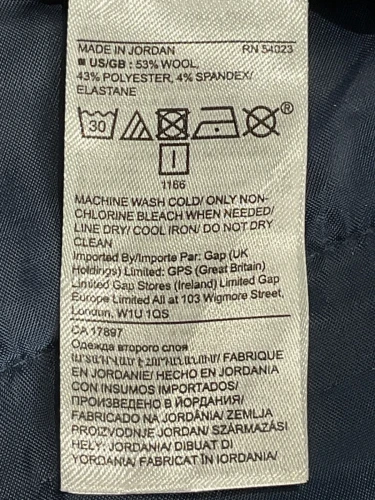 MADE IN JORDAN RN 54023
US/GB : 53% WOOL,
43% POLYESTER, 4% SPANDEX/
ELASTANE
30 ®
1166
MACHINE WASH COLD/ ONLY NON-
CHLORINE BLEACH WHEN NEEDED/
LINE DRY/ COOL IRON/ DO NOT DRY
CLEAN
Imported By/Importe Par: Gap (UK
Holdings) Limited: GPS (Great Britain)
Limited Gap Stores (Ireland) Limited Gap
Europe Limited All at 103 Wigmore Street,
London, W1U 1QS
CA 17897
Одежда второго слоя
FABRIQUE
EN JORDANIE/ HECHO EN JORDANIA
CON INSUMOS IMPORTADOS/
ПРОИЗВЕДЕНО В ИОРДАНИИ/
FABRICADO NA JORDÂNIA/ ZEMLJA
PROIZVODNJE JORDAN/ SZÁRMAZÁSI
HELY: JORDANIA/ DIBUAT DI
YORDANIA/ FABRICAT ÎN IORDANIA/